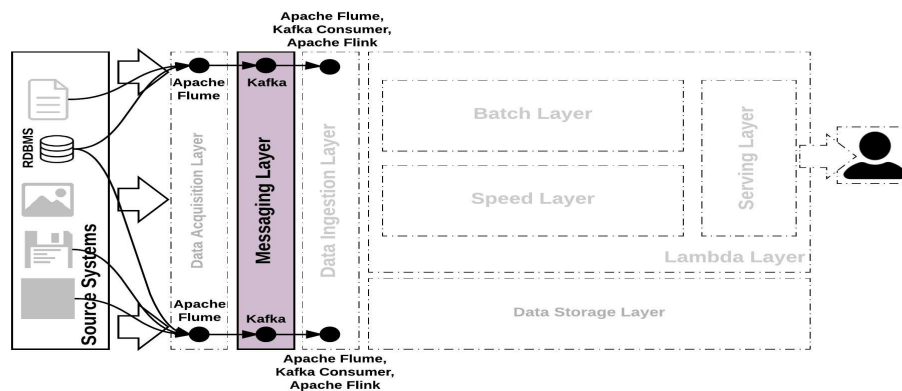 Apache Flume,
Kafka Consumer,
Apache Flink
RDBMS
Source Systems
Apache
Flume
Data Acquisition Layer
Apache
Flume
Kafka
Messaging Layer
Kafka
Data Ingestion Layer
Batch Layer
Speed Layer
Serving Layer
Lambda Layer
Data Storage Layer
Apache Flume,
Kafka Consumer,
Apache Flink